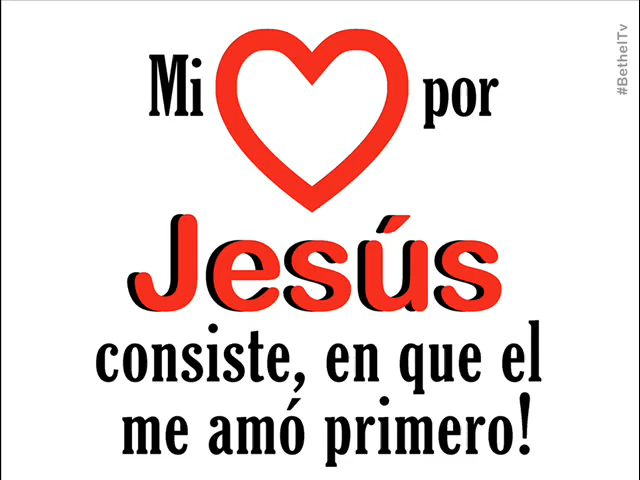 Mi por
Jesús
consiste, en que el
me amó primero!
#BethelTv